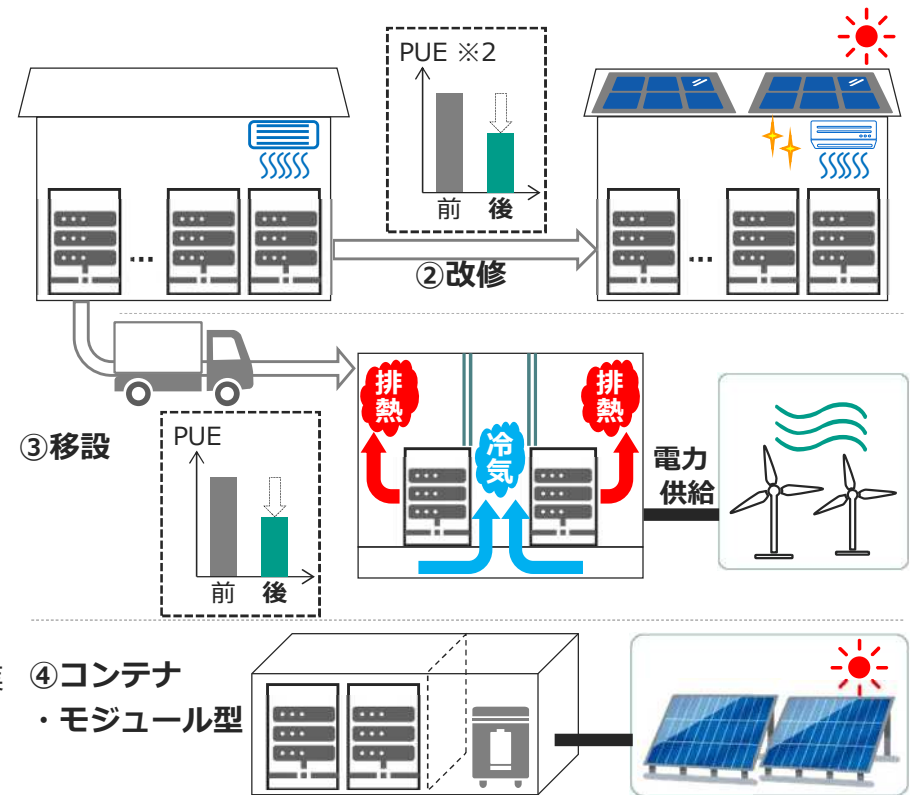 PUE ※2
前 後
②改修
排熱
冷気
排熱
③移設
PUE
前 後
電力
供給
④コンテナ
・モジュール型